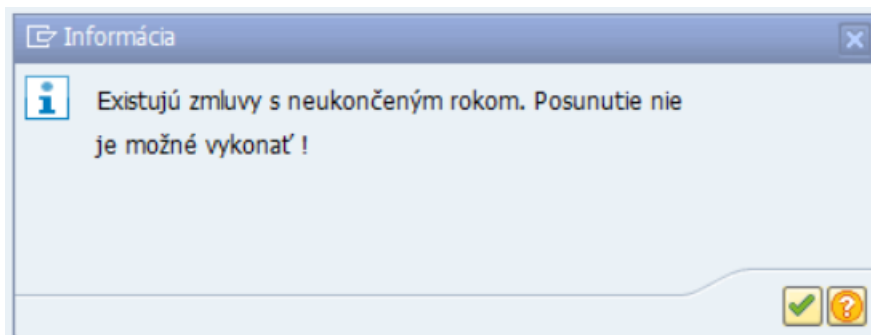 Informácia
Existujú zmluvy s neukončeným rokom. Posunutie nie
je možné vykonať !